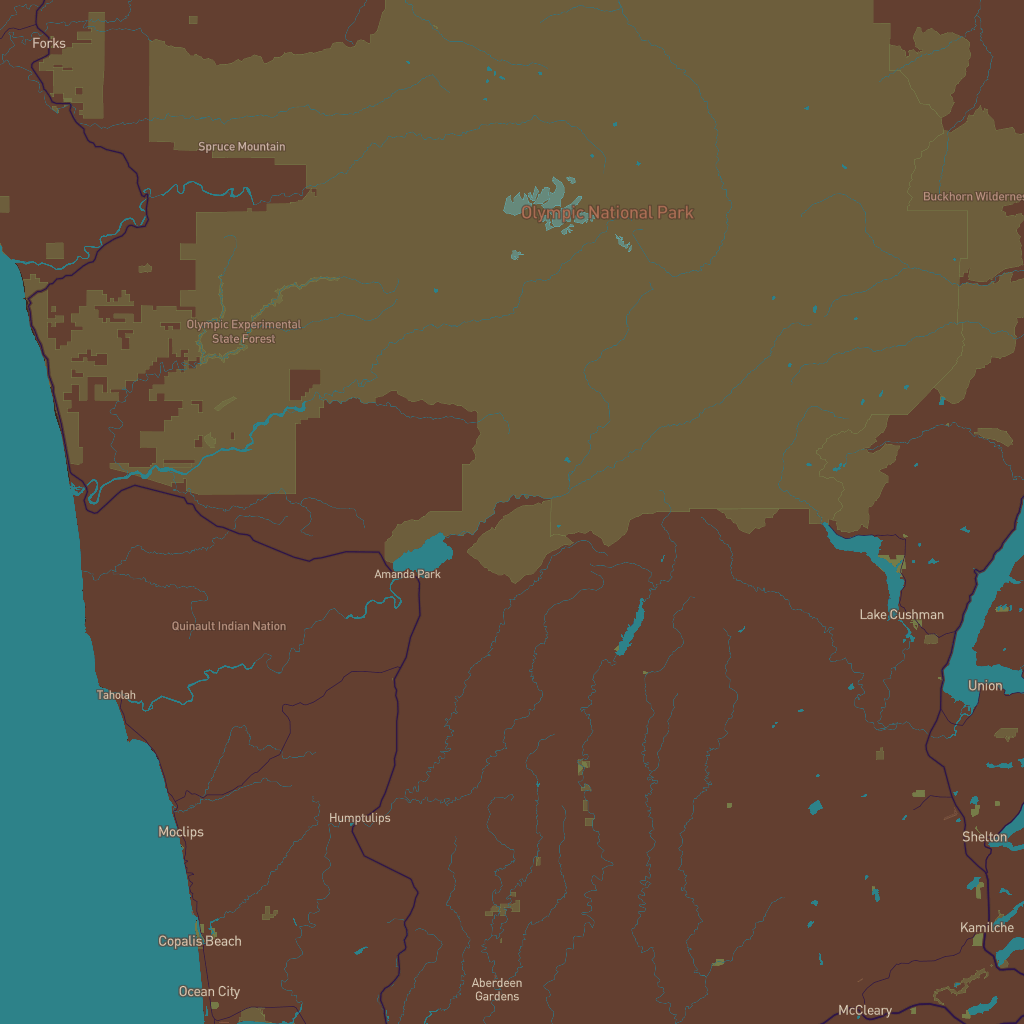 Forks
Spruce Mountain
Buckhorn Wilderness
Olympic National Park
Olympic Experimental
State Forest
Amanda Park
Lake Cushman
Quinault Indian Nation
Union
Taholah
Humptulips
Moclips
Shelton
Kamilche
Copalis Beach
Aberdeen
Gardens
Ocean City
McCleary